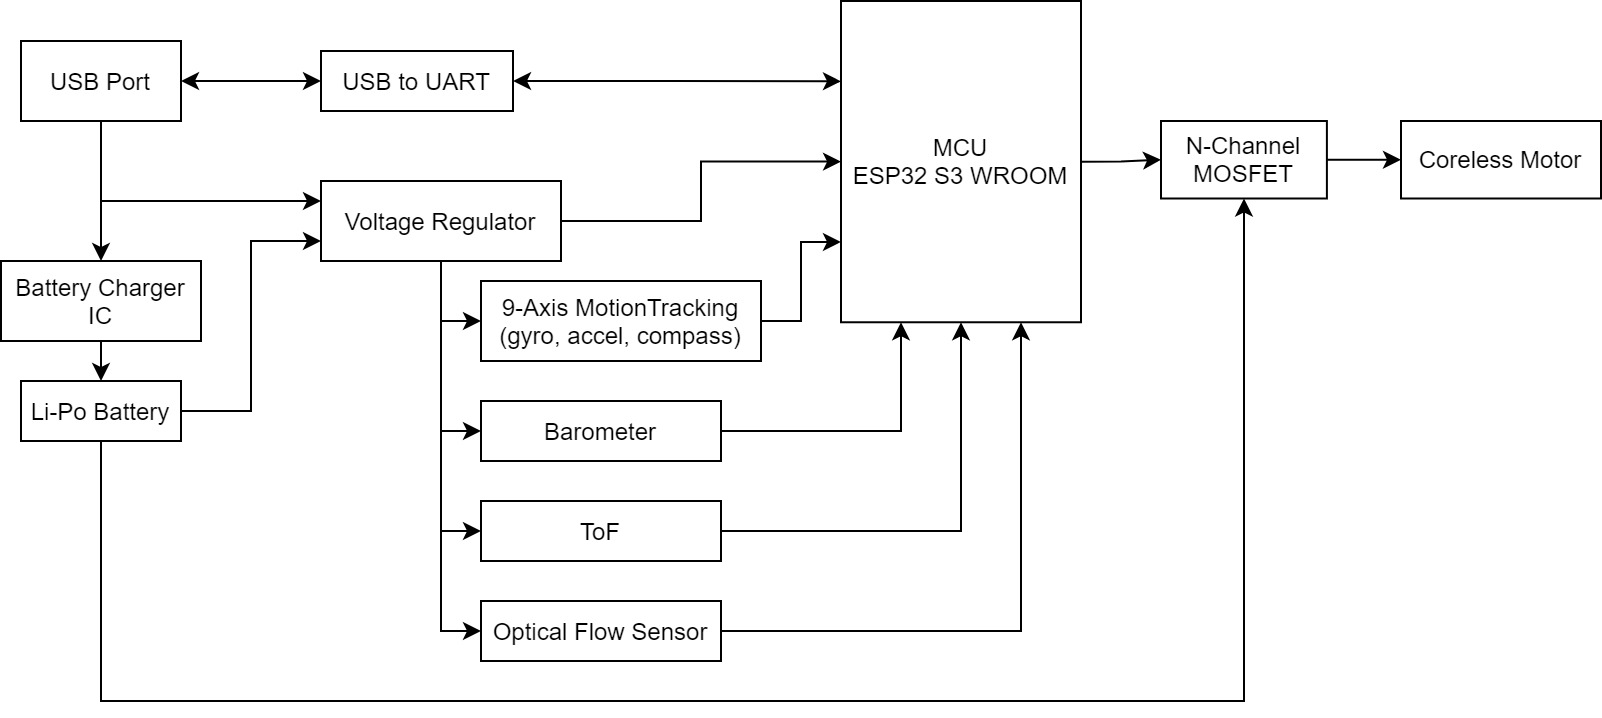 USB Port
USB to UART
MCU
ESP32 S3 WROOM
N-Channel
MOSFET
Coreless Motor
Voltage Regulator
Battery Charger
IC
9-Axis MotionTracking
(gyro, accel, compass)
Li-Po Battery
Barometer
ToF
Optical Flow Sensor